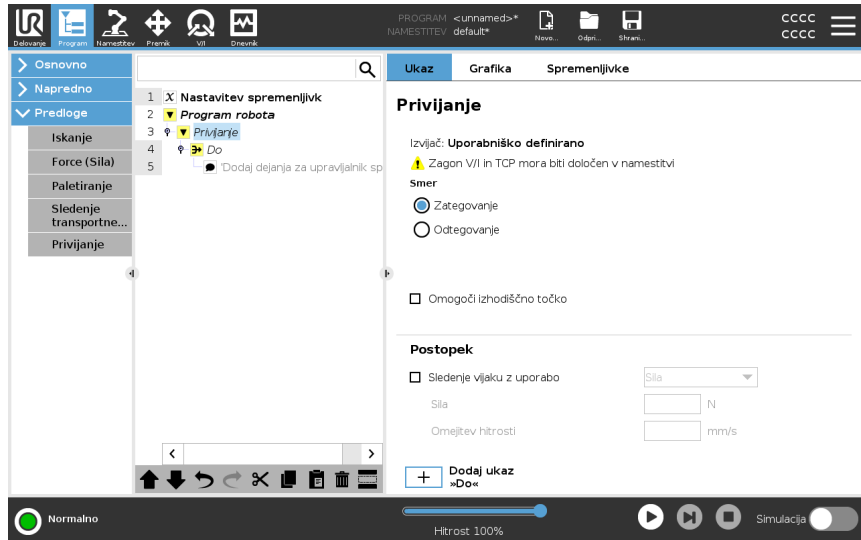 PROGRAM <unnamed>*
NAMESTITEV default*
Delovanje
Program
Namestitev
Premik
V/I
Dnevnik
Novo...
Odpri...
Shrani...
cccc
cccc
Osnovno
Napredno
Predloge
Iskanje
Force (Sila)
Paletiranje
Sledenje
transportne...
Privijanje
1 X Nastavitev spremenljivk
2 Program robota
3 Privijanje
4 Do
5 'Dodaj dejanja za upravljalnik sp
Ukaz
Grafika
Spremenljivke
Privijanje
Izvijač: Uporabniško definirano
Zagon V/I in TCP mora biti določen v namestitvi
Smer
Zategovanje
Odtegovanje
Omogoči izhodiščno točko
Postopek
Sledenje vijaku z uporabo
Sila
Sila
N
Omejitev hitrosti
mm/s
+
Dodaj ukaz
»Do«
Normalno
Hitrost 100%
Simulacija